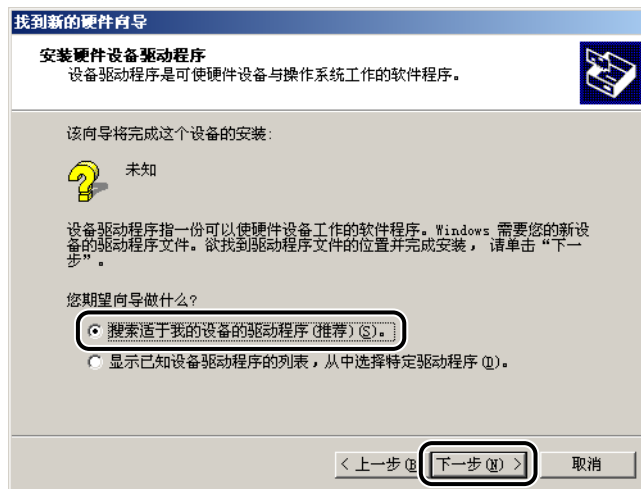 找到新的硬件向导
安装硬件设备驱动程序
设备驱动程序是可使硬件设备与操作系统工作的软件程序。
该向导将完成这个设备的安装:
未知
设备驱动程序指一份可以使硬件设备工作的软件程序。Windows 需要您的新设
备的驱动程序文件。欲找到驱动程序文件的位置并完成安装， 请单击“下一
步”。
您期望向导做什么?
搜索适于我的设备的驱动程序(推荐)(S)。
显示已知设备驱动程序的列表，从中选择特定驱动程序(D)。
< 上一步(B 下一步(N) > 取消